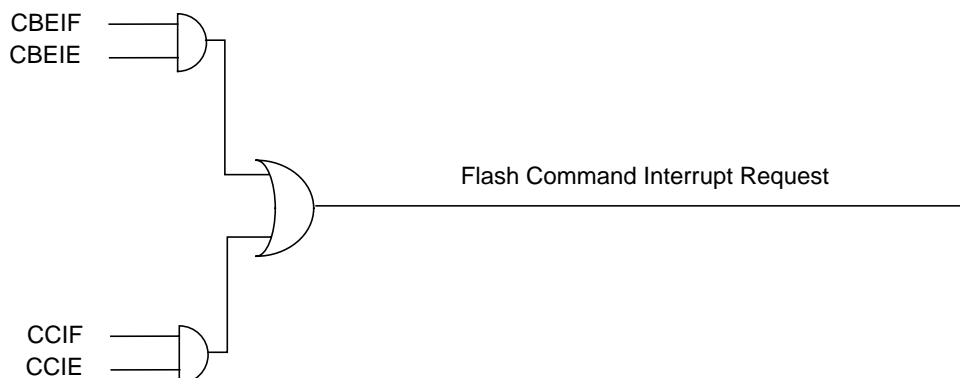 CBEIF
CBEIE
Flash Command Interrupt Request
CCIF
CCIE